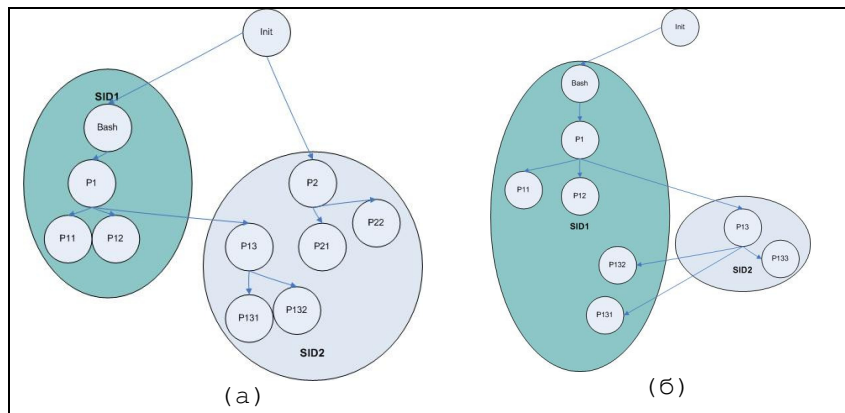 Init
SID1
Bash
P1
P11
P12
P2
P22
P21
P13
P131
P132
SID2
(а)
Init
Bash
P1
P11
P12
SID1
P13
P133
SID2
P132
P131
(б)